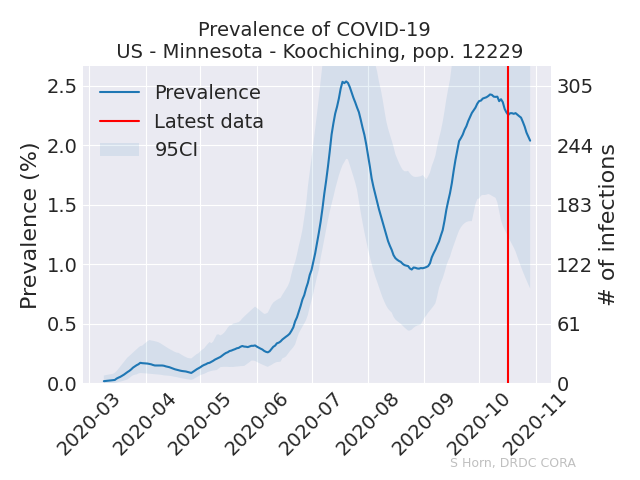 Prevalence of COVID-19
US - Minnesota - Koochiching, pop. 12229
Prevalence
Latest data
95CI
Prevalence (%)
2.5
2.0
1.5
1.0
0.5
0.0
305
244
183
122
61
0
# of infections
2020-03
2020-04
2020-05
2020-06
2020-07
2020-08
2020-09
2020-10
2020-11
S Horn, DRDC CORA